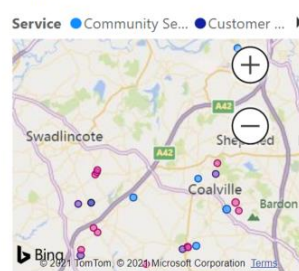 Service Community Se... Customer ...
A42
Swadlincote
A42
Coalville
Bardon
Bing
© 2021 TomTom, © 2021 Microsoft Corporation Terms